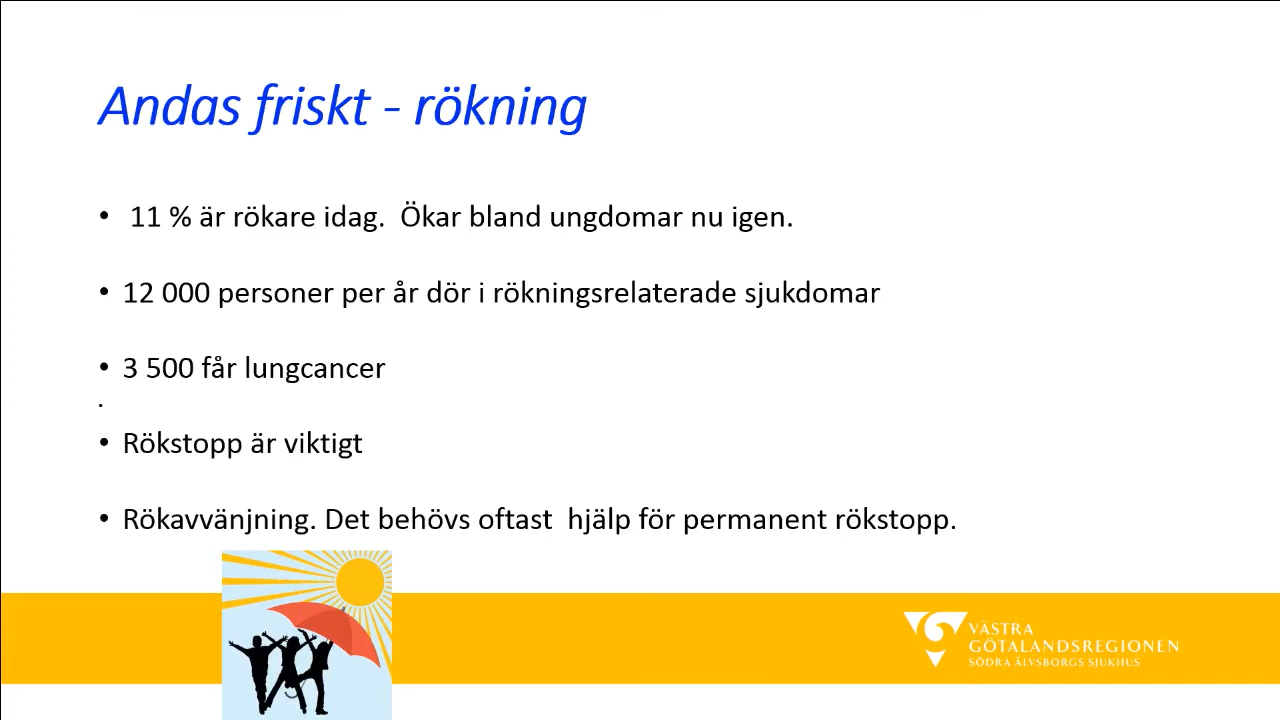 Andas friskt - rökning
• 11 % är rökare idag.  Ökar bland ungdomar nu igen.
• 12 000 personer per år dör i rökningsrelaterade sjukdomar
• 3 500 får lungcancer
.
• Rökstopp är viktigt
• Rökavvänjning. Det behövs oftast  hjälp för permanent rökstopp.
VÄSTRA
GÖTALANDSREGIONEN
SÖDRA ÄLVSBORGS SJUKHUS